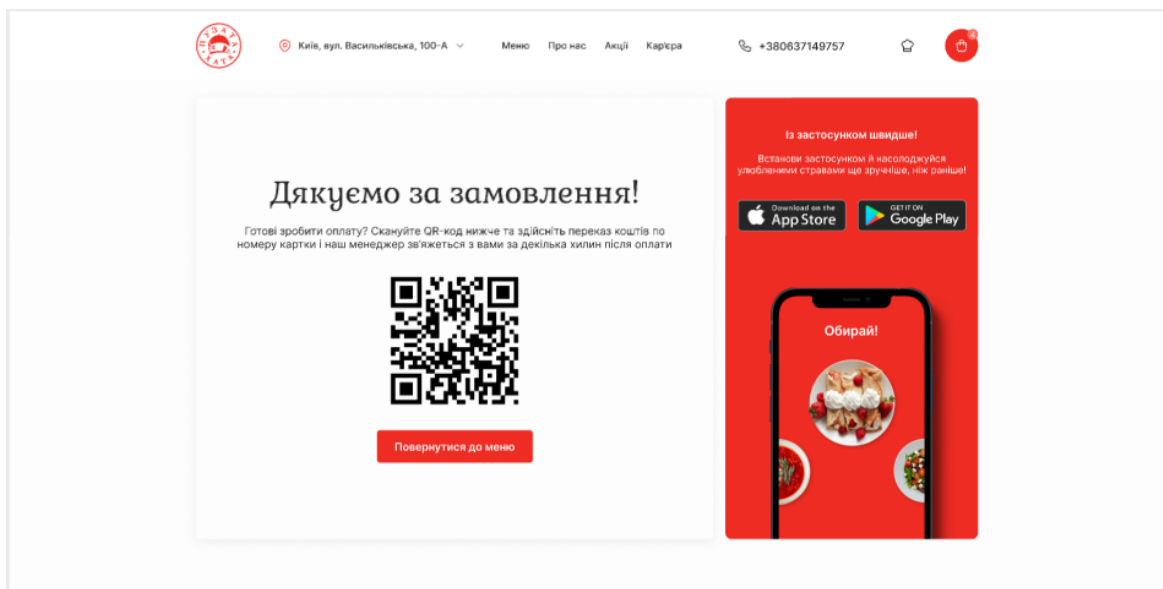 ПУЗАТА ХАТА
Київ, вул. Васильківська, 100-А
Меню Про нас Акції Кар'єра
+380637149757
4
Дякуємо за замовлення!
Готові зробити оплату? Скануйте QR-код нижче та здійсніть переказ коштів по
номеру картки і наш менеджер зв'яжеться з вами за декілька хилин після оплати
Повернутися до меню
Із застосунком швидше!
Встанови застосунком й насолоджуйся
улюбленими стравами ще зручніше, ніж раніше!
Download on the
App Store
GET IT ON
Google Play
Обирай!